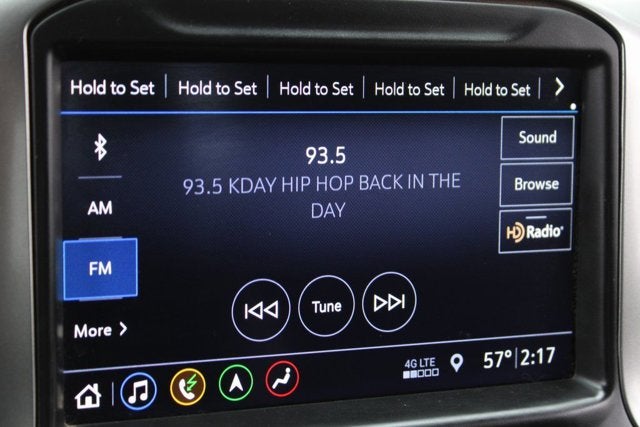 Hold to Set Hold to Set Hold to Set Hold to Set Hold to Set >
Sound
93.5
AM
93.5 KDAY HIP HOP BACK IN THE
DAY
Browse
HD Radio
FM
Tune
More >
4G LTE
57° 2:17